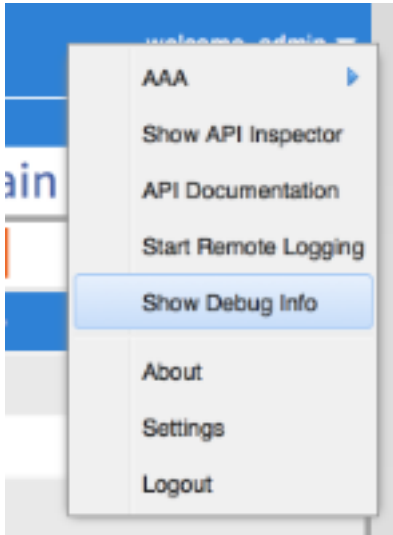 welcome, admin
AAA
Show API Inspector
ain
API Documentation
Start Remote Logging
Show Debug Info
About
Settings
Logout